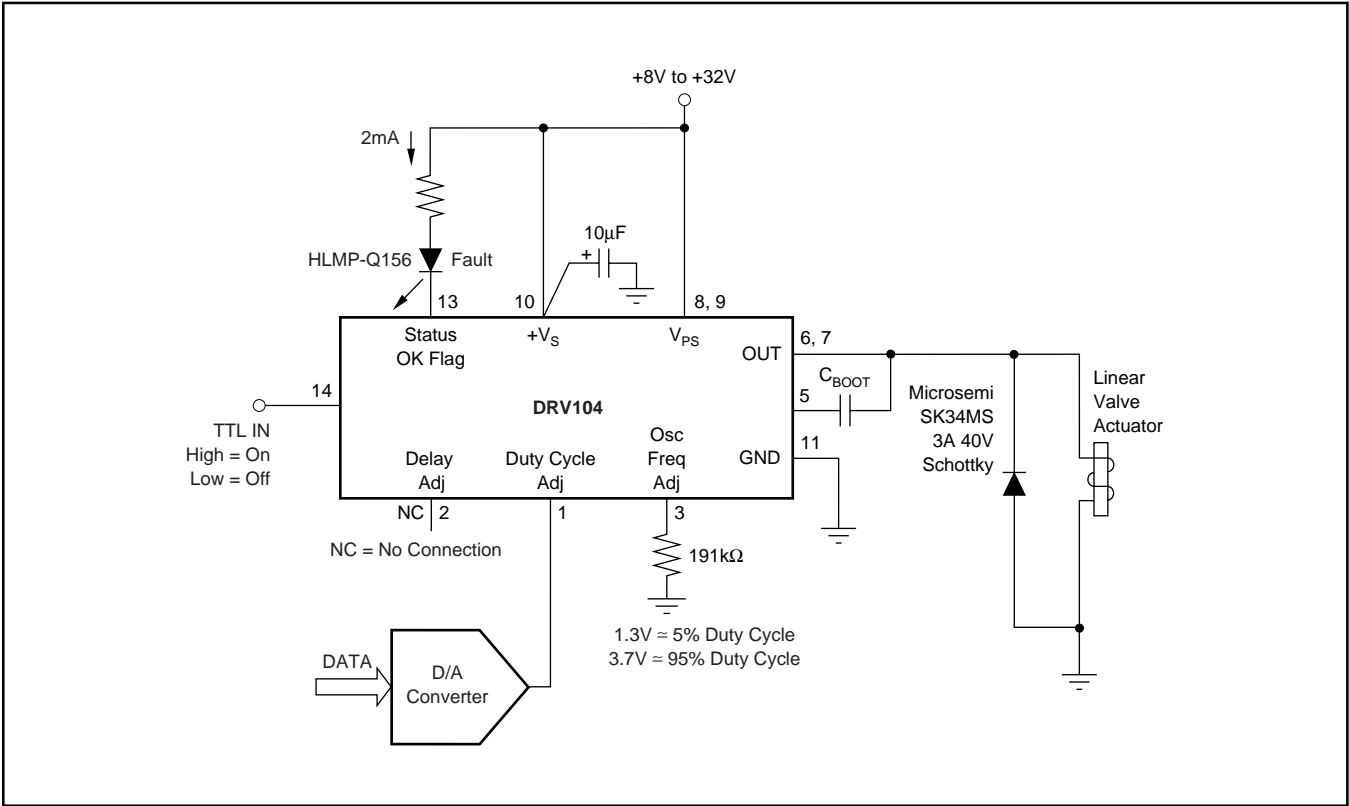 +8V to +32V
2mA
10µF
+
HLMP-Q156
Fault
13
10
8, 9
Status
OK Flag
+VS
VPS
6, 7
OUT
CBOOT
5
14
DRV104
TTL IN
High = On
Low = Off
Microsemi
SK34MS
3A 40V
Schottky
Linear
Valve
Actuator
Delay
Adj
Duty Cycle
Adj
Osc
Freq
Adj
GND
11
NC
2
1
3
NC = No Connection
191kΩ
1.3V ≃ 5% Duty Cycle
3.7V ≃ 95% Duty Cycle
DATA
D/A
Converter